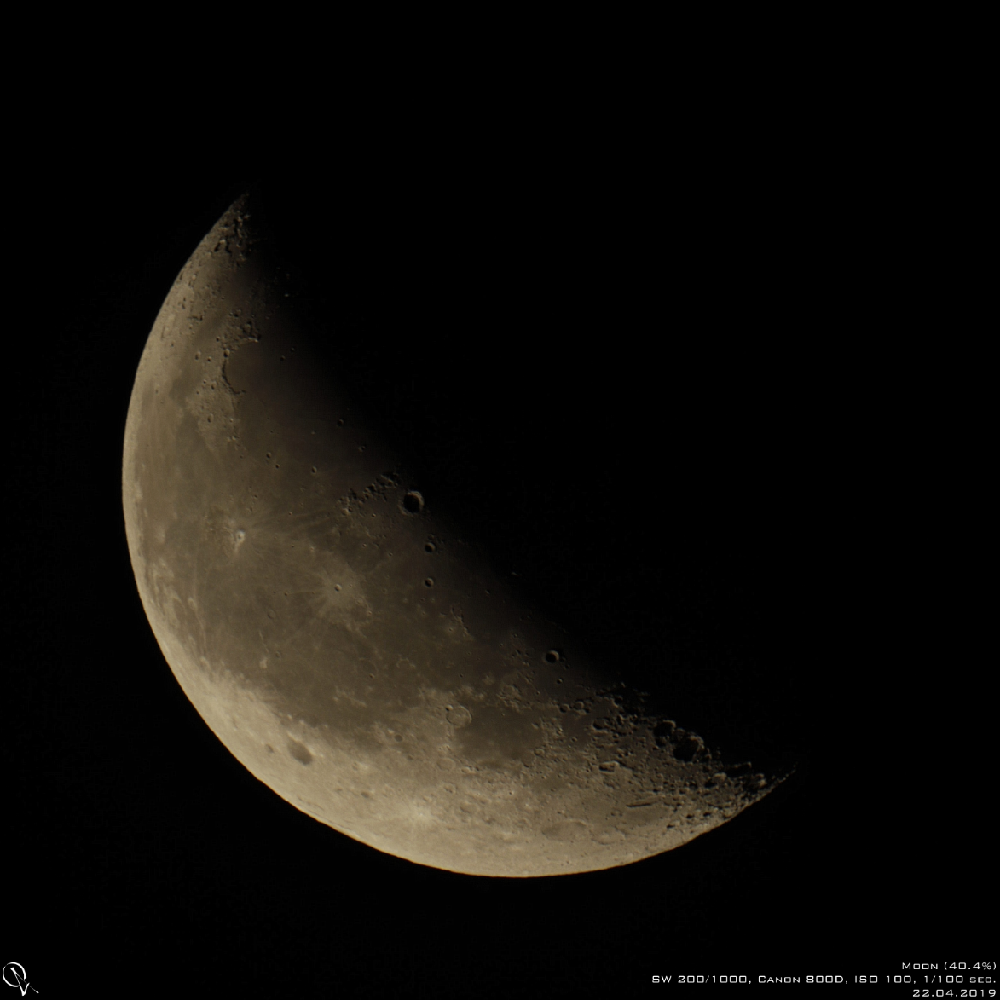 Moon (40.4%)
SW 200/1000, Canon 800D, ISO 100, 1/100 sec.
22.04.2019